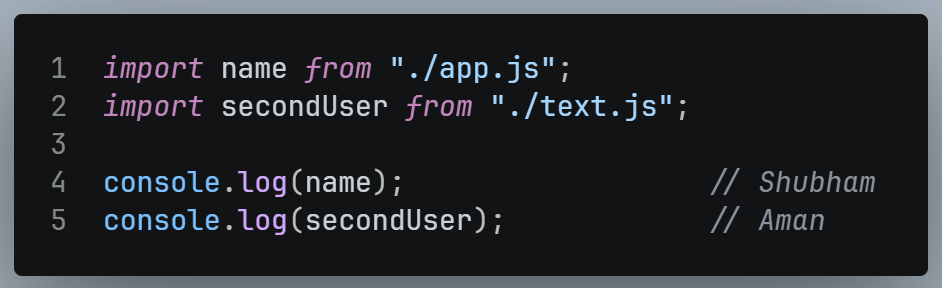 1 import name from "./app.js";
2 import secondUser from "./text.js";
3
4 console.log(name); // Shubham
5 console.log(secondUser); // Aman